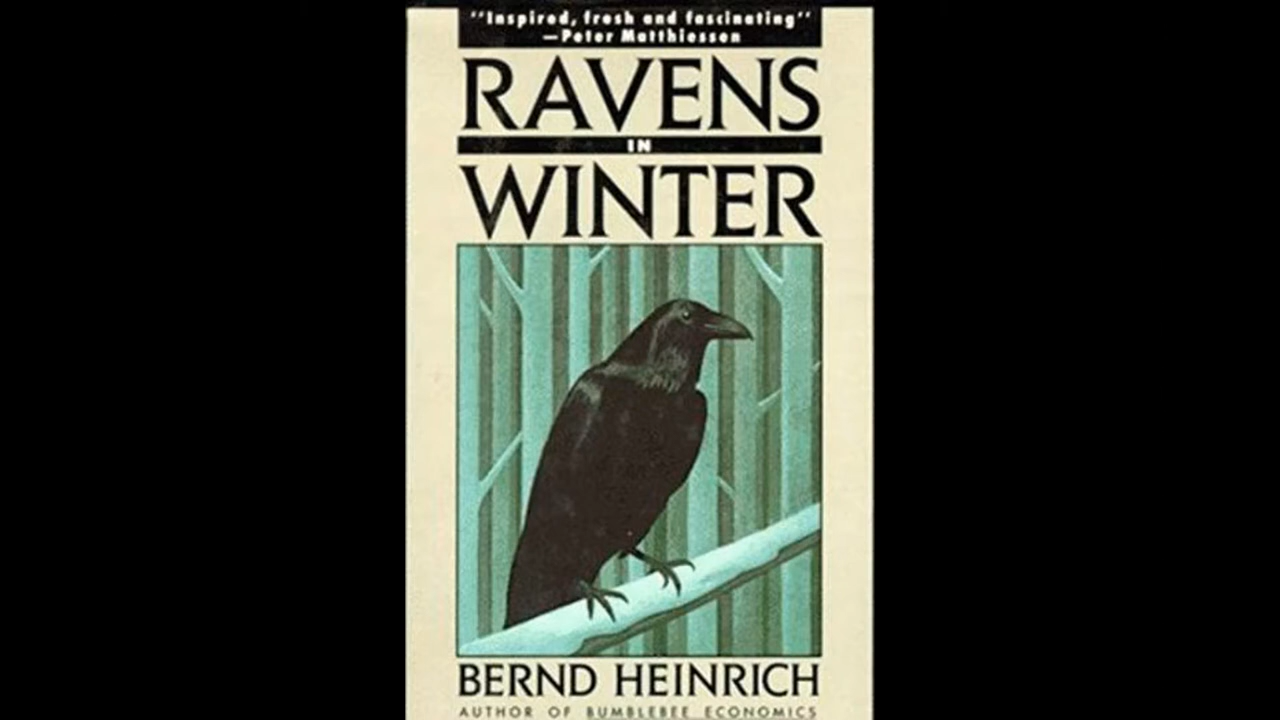 "Inspired, fresh and fascinating"
—Peter Matthiessen
RAVENS
IN
WINTER
BERND HEINRICH
AUTHOR OF BUMBLEBEE ECONOMICS